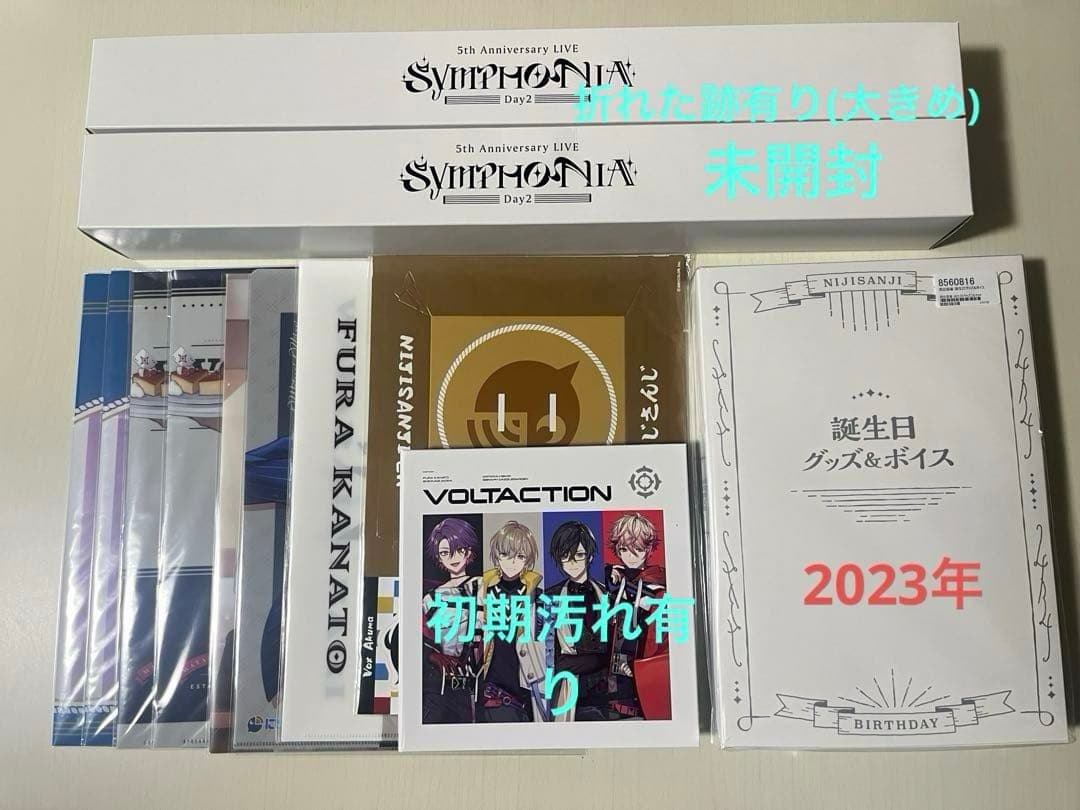 5th Anniversary LIVE
SymPHONIA
Day2
折れた跡有り(大きめ)
5th Anniversary LIVE
SymPHONIA
Day2
未開封
FURA KANATO
NIJISANJI
じさんじ
Vox Akuma
VOLTACTION
初期汚れ有
り
NIJISANJI
8560816
誕生日
グッズ&ボイス
2023年
BIRTHDAY